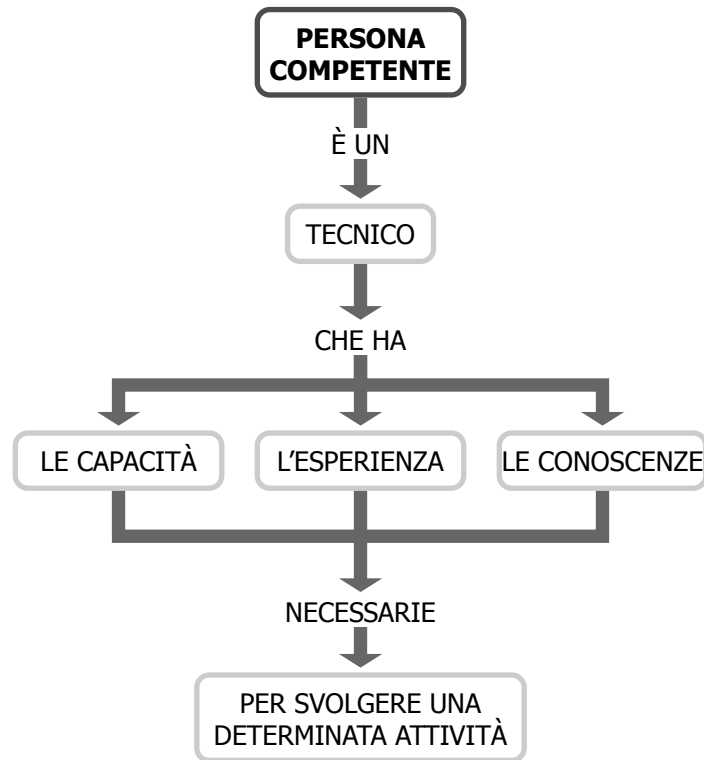 PERSONA
COMPETENTE
È UN
TECNICO
CHE HA
LE CAPACITÀ
L'ESPERIENZA
LE CONOSCENZE
NECESSARIE
PER SVOLGERE UNA
DETERMINATA ATTIVITÀ